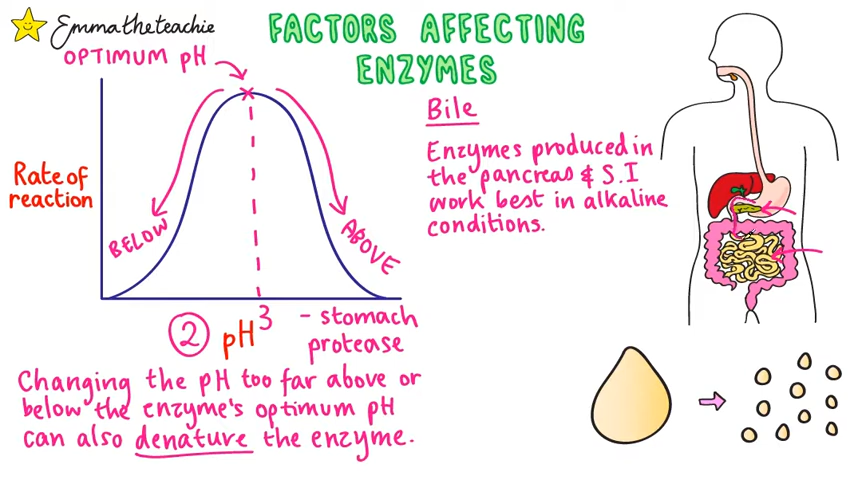 Emmatheteachie
FACTORS AFFECTING
ENZYMES
OPTIMUM pH
Rate of
reaction
BELOW
ABOVE
3
② pH
- stomach
protease
Changing the pH too far above or
below the enzyme's optimum pH
can also denature the enzyme.
Bile
Enzymes produced in
the pancreas & S.I
work best in alkaline
conditions.